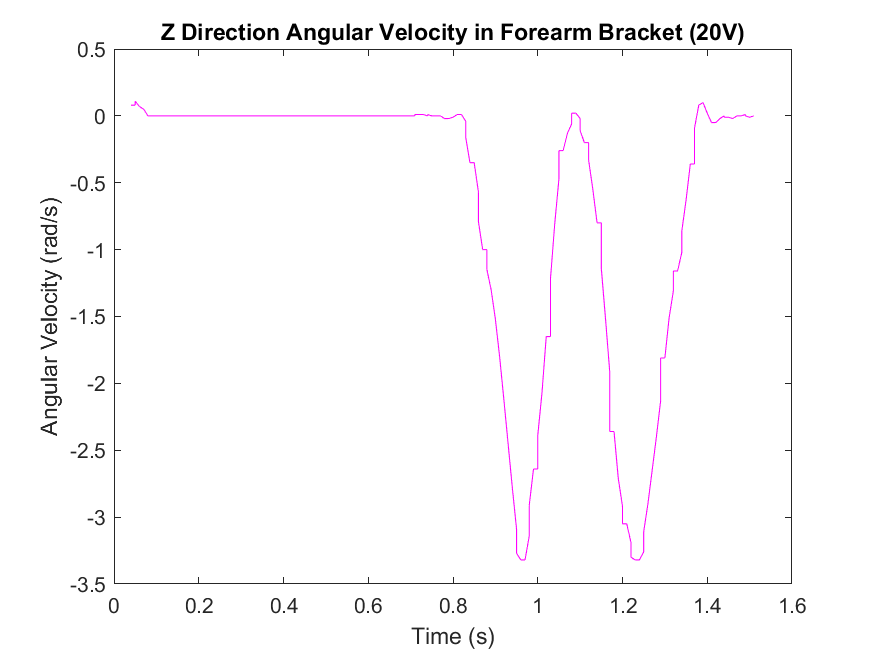 Z Direction Angular Velocity in Forearm Bracket (20V)
0.5
0
-0.5
-1
-1.5
-2
-2.5
-3
-3.5
Angular Velocity (rad/s)
0 0.2 0.4 0.6 0.8 1 1.2 1.4 1.6
Time (s)